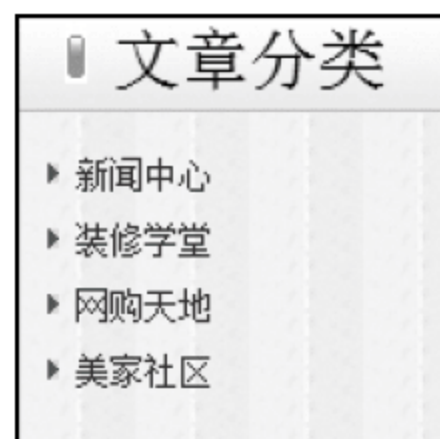 文章分类
新闻中心
装修学堂
网购天地
美家社区